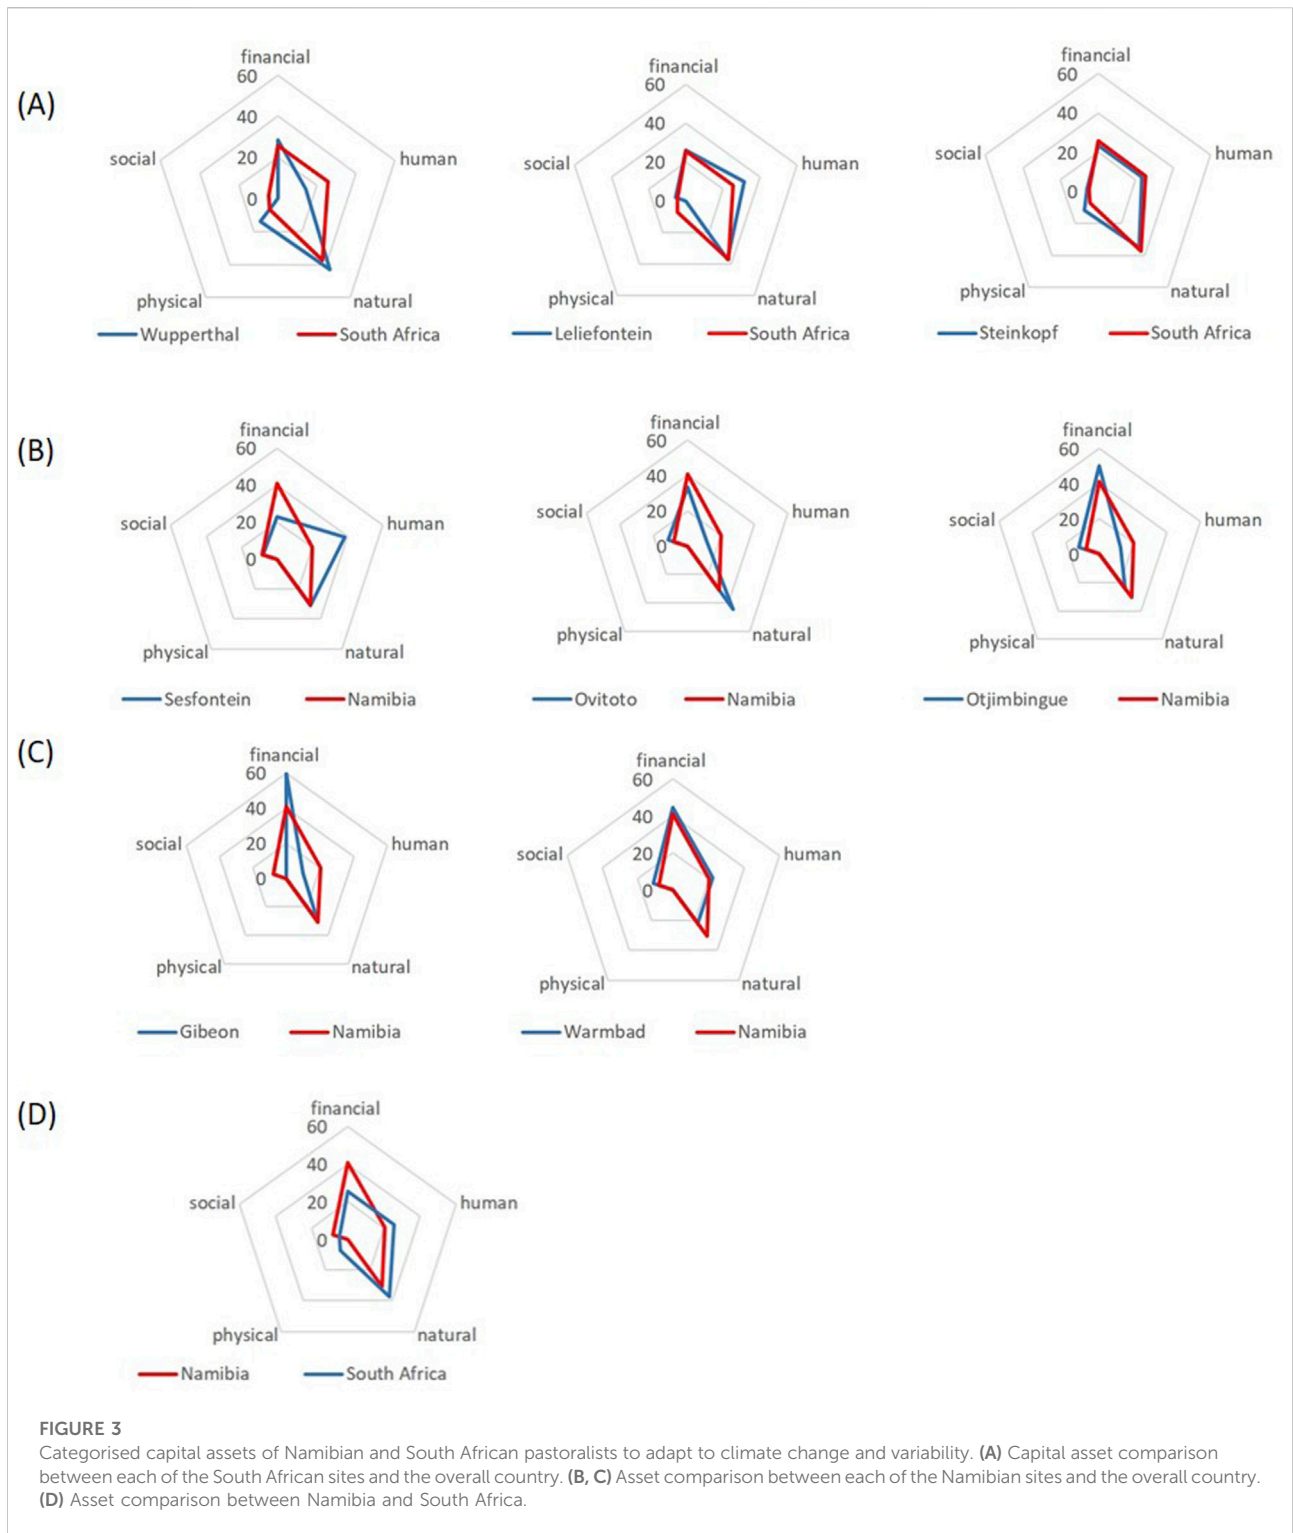 (A)
financial
60
40
20
0
social
human
physical
natural
Wupperthal
South Africa
financial
60
40
20
0
social
human
physical
natural
Leliefontein
South Africa
financial
60
40
20
0
social
human
physical
natural
Steinkopf
South Africa
(B)
financial
60
40
20
0
social
human
physical
natural
Sesfontein
Namibia
financial
60
40
20
0
social
human
physical
natural
Ovitoto
Namibia
financial
60
40
20
0
social
human
physical
natural
Otjimbingue
Namibia
(C)
financial
60
40
20
0
social
human
physical
natural
Gibeon
Namibia
financial
60
40
20
0
social
human
physical
natural
Warmbad
Namibia
(D)
financial
60
40
20
0
social
human
physical
natural
Namibia
South Africa
FIGURE 3
Categorised capital assets of Namibian and South African pastoralists to adapt to climate change and variability. (A) Capital asset comparison
between each of the South African sites and the overall country. (B, C) Asset comparison between each of the Namibian sites and the overall country.
(D) Asset comparison between Namibia and South Africa.